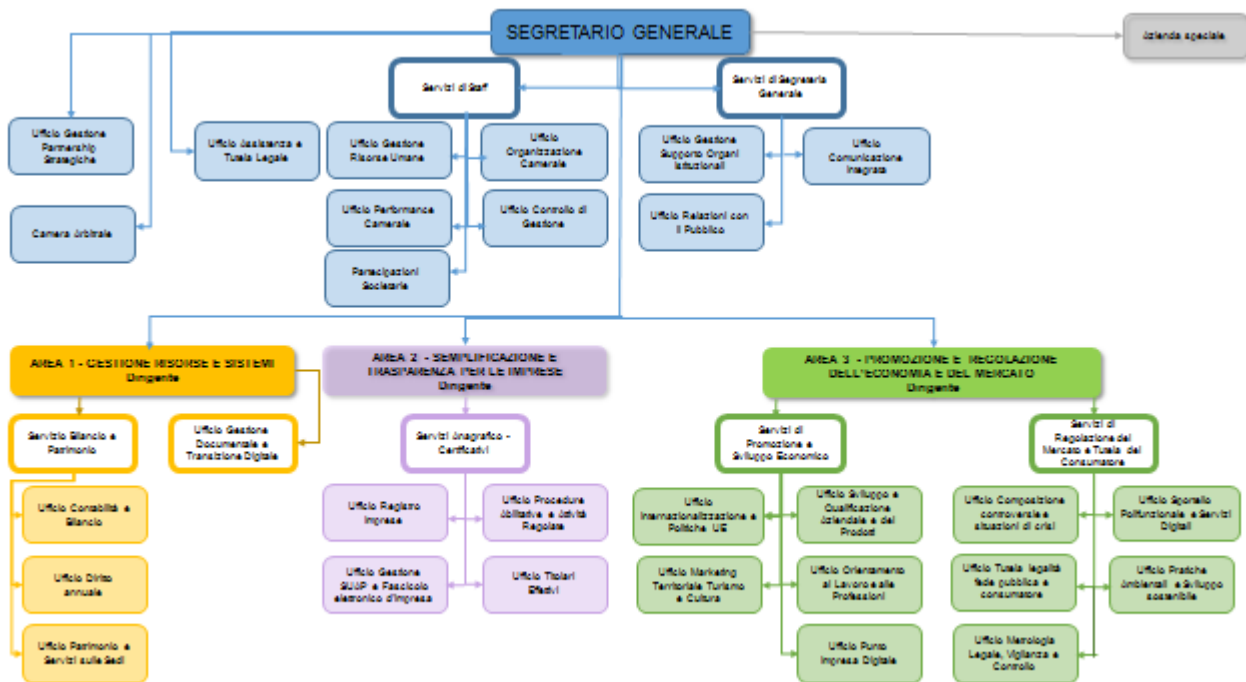 SEGRETARIO GENERALE
Azienda speciale
Servizi di Staff
Servizi di Segreteria
Generale
Ufficio Gestione
Partnership
Strategiche
Ufficio Assistenza e
Tutela Legale
Ufficio Gestione
Risorse Umane
Ufficio
Organizzazione
Camerale
Ufficio Gestione
Supporto Organi
Istituzionali
Ufficio
Comunicazione
Integrata
Camera Arbitrale
Ufficio Performance
Camerale
Ufficio Controllo di
Gestione
Ufficio Relazioni con
il Pubblico
Partecipazioni
Societarie
AREA 1 - GESTIONE RISORSE E SISTEMI
Dirigente
AREA 2 - SEMPLIFICAZIONE E
TRASPARENZA PER LE IMPRESE
Dirigente
AREA 3 - PROMOZIONE E REGOLAZIONE
DELL'ECONOMIA E DEL MERCATO
Dirigente
Servizio Bilancio e
Patrimonio
Ufficio Gestione
Documentale e
Transizione Digitale
Servizi Anagrafico -
Certificativi
Servizi di
Promozione e
Sviluppo Economico
Servizi di
Regolazione del
Mercato e Tutela del
Consumatore
Ufficio Contabilità e
Bilancio
Ufficio Diritto
annuale
Ufficio Patrimonio e
Servizi sulle Sedi
Ufficio Registro
Imprese
Ufficio Procedure
Abilitative e Attività
Regolate
Ufficio Gestione
SUAP e Fascicolo
elettronico d'impresa
Ufficio Titolari
Effettivi
Ufficio
Internazionalizzazione e
Politiche UE
Ufficio Sviluppo e
Qualificazione
Aziendale e dei
Prodotti
Ufficio Marketing
Territoriale Turismo
e Cultura
Ufficio Orientamento
al Lavoro e alle
Professioni
Ufficio Punto
Impresa Digitale
Ufficio Composizione
controversie e
situazioni di crisi
Ufficio Sportello
Polifunzionale e Servizi
Digitali
Ufficio Tutela legalità
fede pubblica e
consumatore
Ufficio Pratiche
Ambientali e Sviluppo
sostenibile
Ufficio Metrologia
Legale, Vigilanza e
Controllo